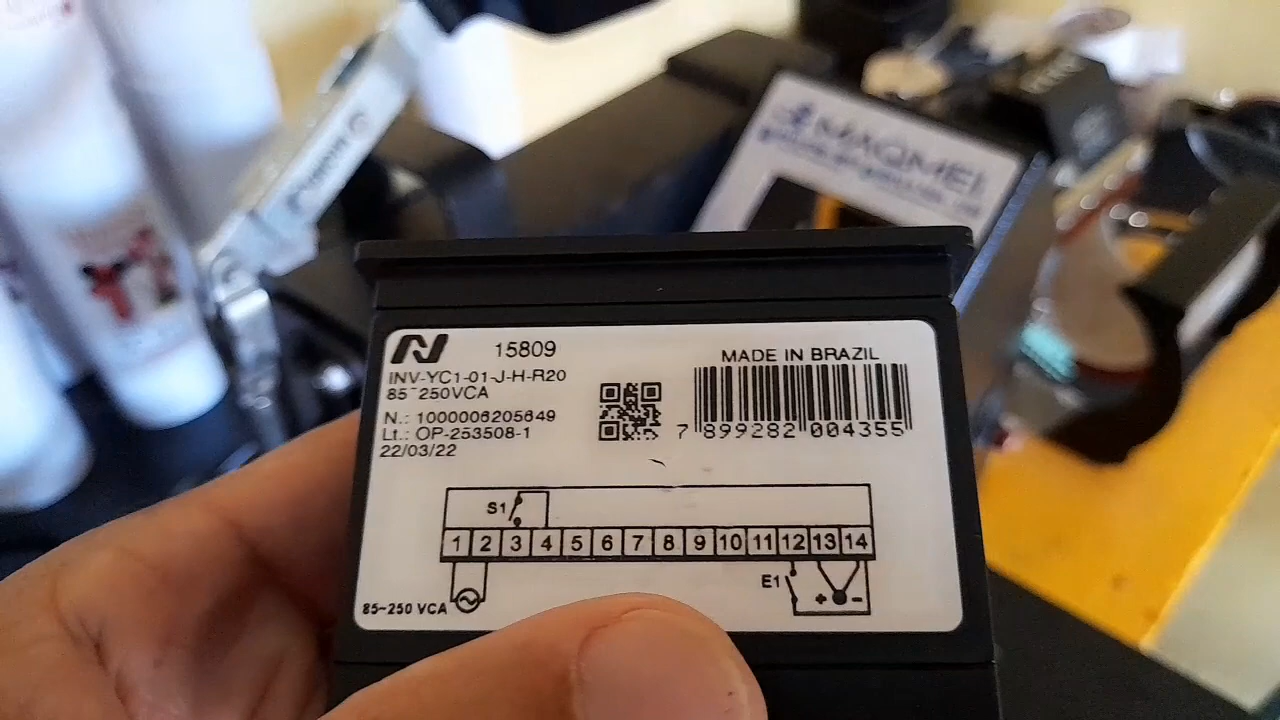 MAQMEI
N 15809
INV-YC1-01-J-H-R20
85~250VCA
N.: 1000006205649
Lt.: OP-253508-1
22/03/22
MADE IN BRAZIL
7 899282 004355
S1
1 2 3 4 5 6 7 8 9 10 11 12 13 14
E1
+ -
85~250 VCA